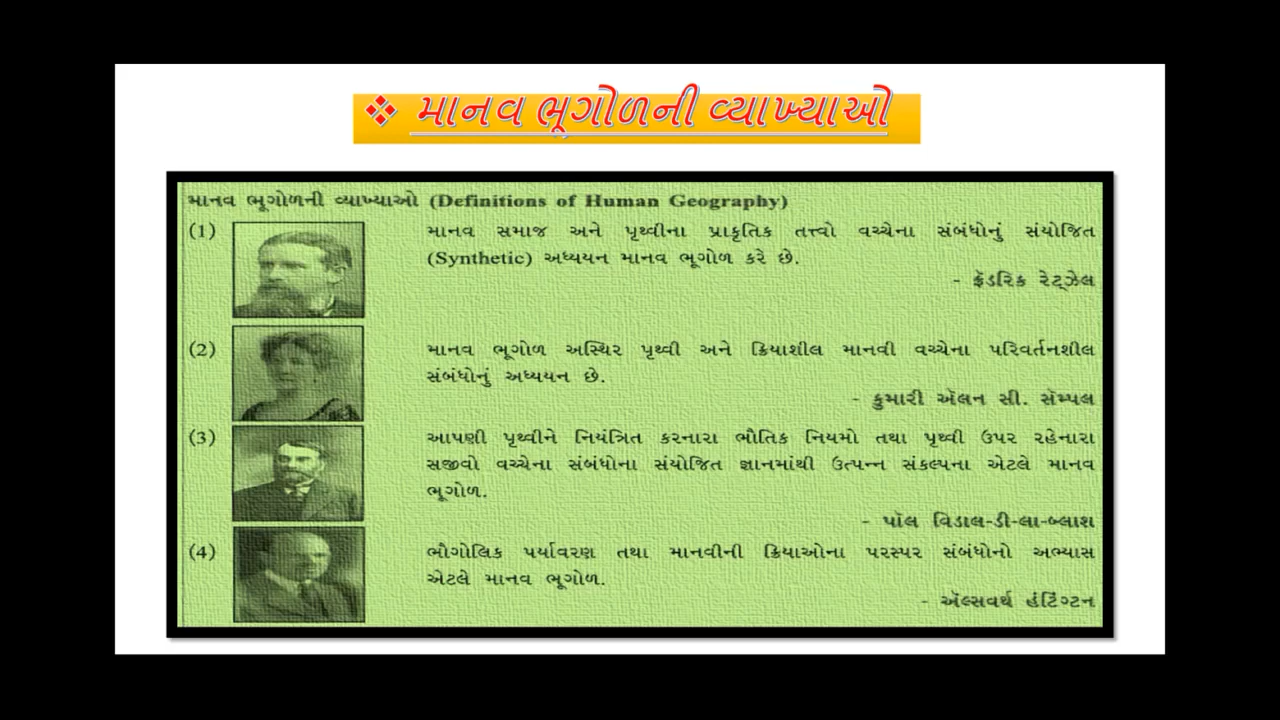 ❖ માનવ ભૂગોળની વ્યાખ્યાઓ
માનવ ભૂગોળની વ્યાખ્યાઓ (Definitions of Human Geography)
(1) માનવ સમાજ અને પૃથ્વીના પ્રાકૃતિક તત્ત્વો વચ્ચેના સંબંધોનું સંયોજિત
(Synthetic) અધ્યયન માનવ ભૂગોળ કરે છે.
- ફ્રૅડરિક રેટ્ઝેલ
(2) માનવ ભૂગોળ અસ્થિર પૃથ્વી અને ક્રિયાશીલ માનવી વચ્ચેના પરિવર્તનશીલ
સંબંધોનું અધ્યયન છે.
- કુમારી ઍલન સી. સૅમ્પલ
(3) આપણી પૃથ્વીને નિયંત્રિત કરનારા ભૌતિક નિયમો તથા પૃથ્વી ઉપર રહેનારા
સજીવો વચ્ચેના સંબંધોના સંયોજિત જ્ઞાનમાંથી ઉત્પન્ન સંકલ્પના એટલે માનવ
ભૂગોળ.
- પૉલ વિડાલ-ડી-લા-બ્લાશ
(4) ભૌગોલિક પર્યાવરણ તથા માનવીની ક્રિયાઓના પરસ્પર સંબંધોનો અભ્યાસ
એટલે માનવ ભૂગોળ.
- ઍલ્સવર્થ હંટિંગ્ટન